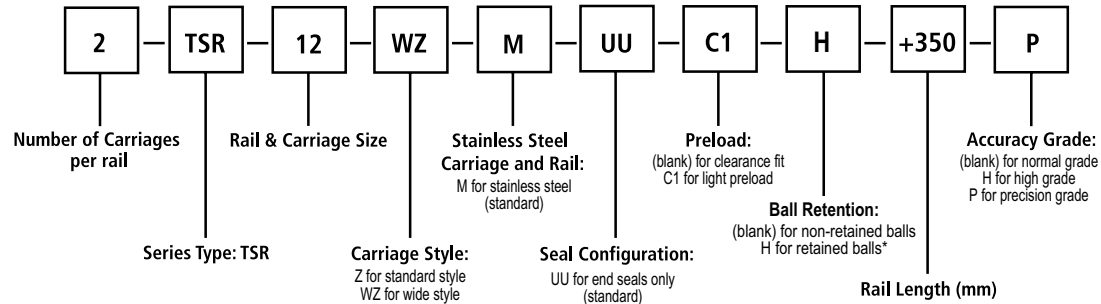 2 – TSR – 12 – WZ – M – UU – C1 – H – +350 – P
Number of Carriages
per rail
Series Type: TSR
Rail & Carriage Size
Carriage Style:
Z for standard style
WZ for wide style
Stainless Steel
Carriage and Rail:
M for stainless steel
(standard)
Seal Configuration:
UU for end seals only
(standard)
Preload:
(blank) for clearance fit
C1 for light preload
Ball Retention:
(blank) for non-retained balls
H for retained balls*
Rail Length (mm)
Accuracy Grade:
(blank) for normal grade
H for high grade
P for precision grade